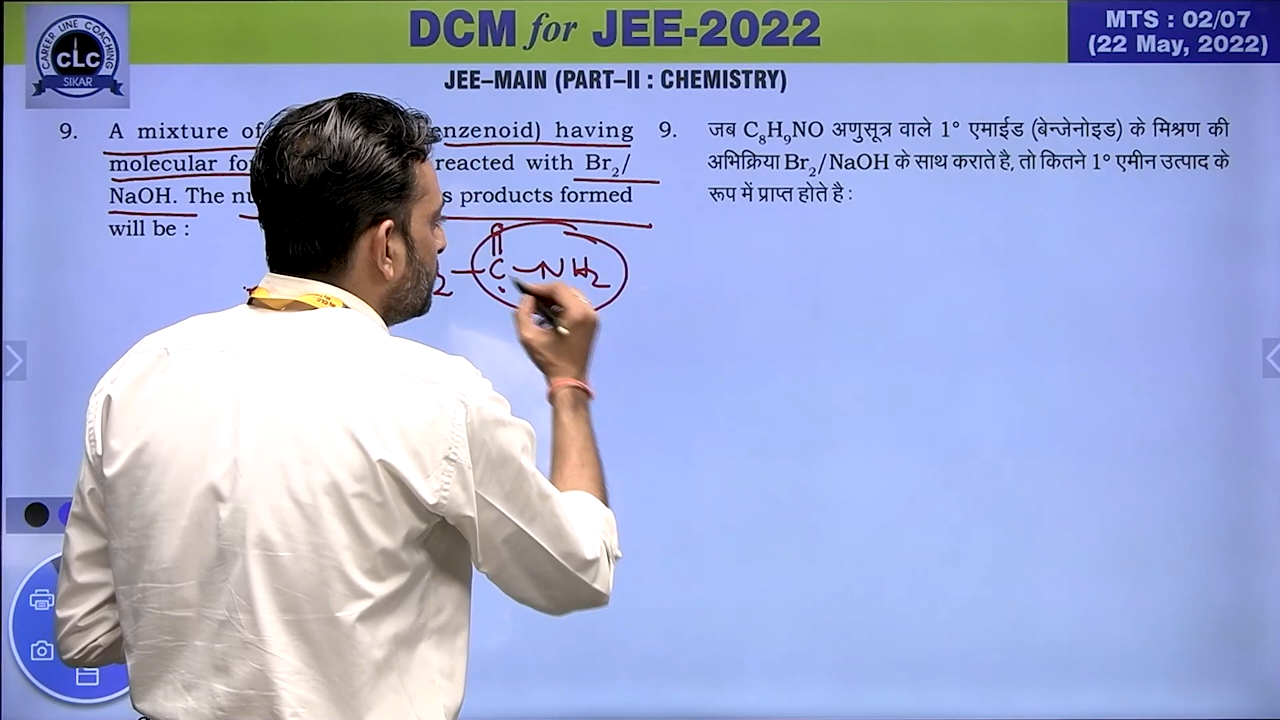 DCM for JEE-2022
MTS : 02/07
(22 May, 2022)
CAREER LINE COACHING
CLC
SIKAR
JEE–MAIN (PART–II : CHEMISTRY)
9. A mixture of enzenoid) having
molecular for reacted with Br₂/
NaOH. The nu s products formed
will be :
2 – C – NH₂
9. जब C₈H₉NO अणुसूत्र वाले 1° एमाईड (बेन्जेनोइड) के मिश्रण की
अभिक्रिया Br₂/NaOH के साथ कराते है, तो कितने 1° एमीन उत्पाद के
रूप में प्राप्त होते है :